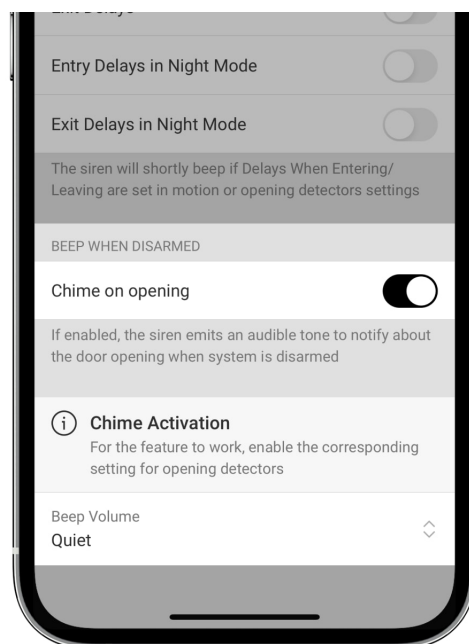 Entry Delays in Night Mode
Exit Delays in Night Mode
The siren will shortly beep if Delays When Entering/
Leaving are set in motion or opening detectors settings
BEEP WHEN DISARMED
Chime on opening
If enabled, the siren emits an audible tone to notify about
the door opening when system is disarmed
Chime Activation
For the feature to work, enable the corresponding
setting for opening detectors
Beep Volume
Quiet